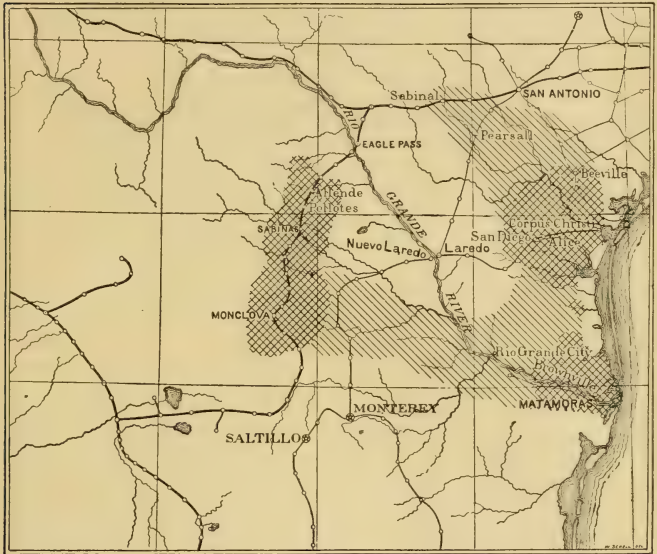 Sabinal
SAN ANTONIO
RIO
Pearsall
EAGLE PASS
Beeville
Allende
Peyotes
GRANDE
SABINAS
Corpus Christi
San Diego
Alice
Nuevo Laredo
Laredo
RIVER
MONCLOVA
Rio Grande City
Brownsville
MATAMORAS
MONTEREY
SALTILLO